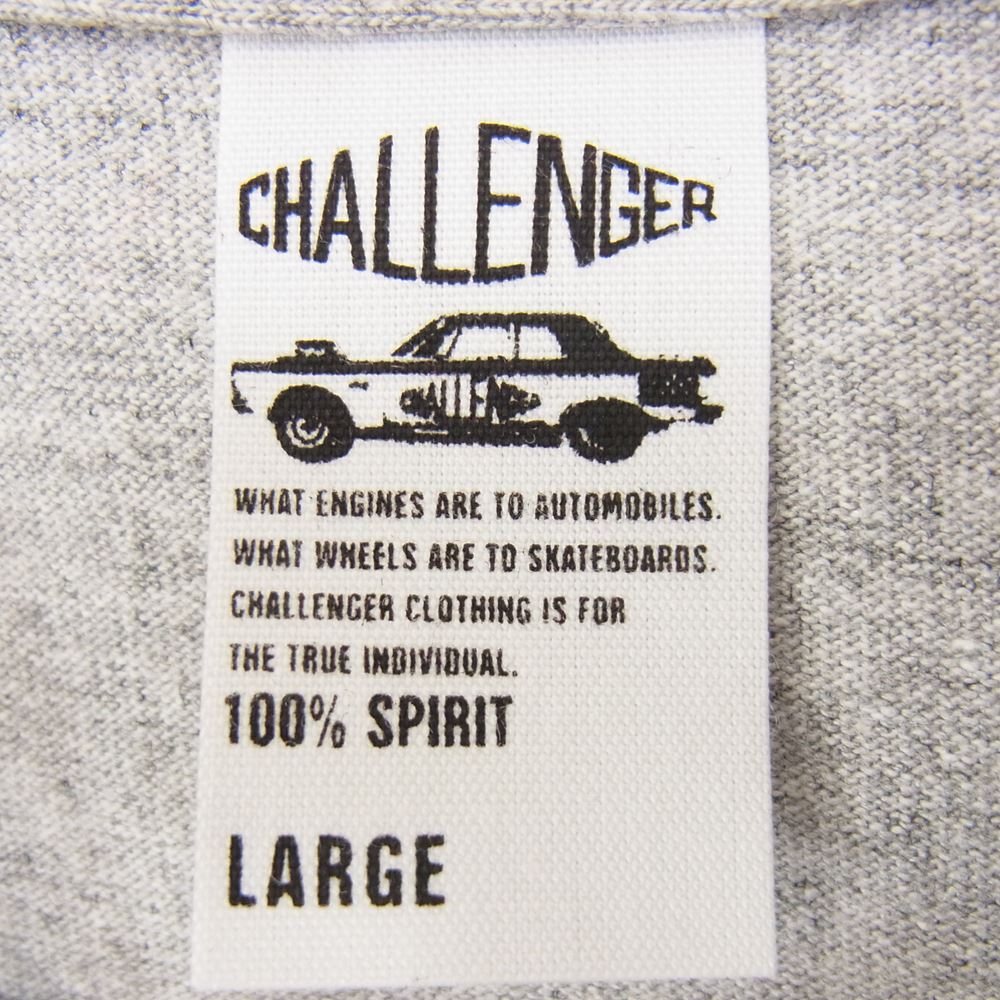 CHALLENGER
CHALLENGER
WHAT ENGINES ARE TO AUTOMOBILES.
WHAT WHEELS ARE TO SKATEBOARDS.
CHALLENGER CLOTHING IS FOR
THE TRUE INDIVIDUAL.
100% SPIRIT
LARGE